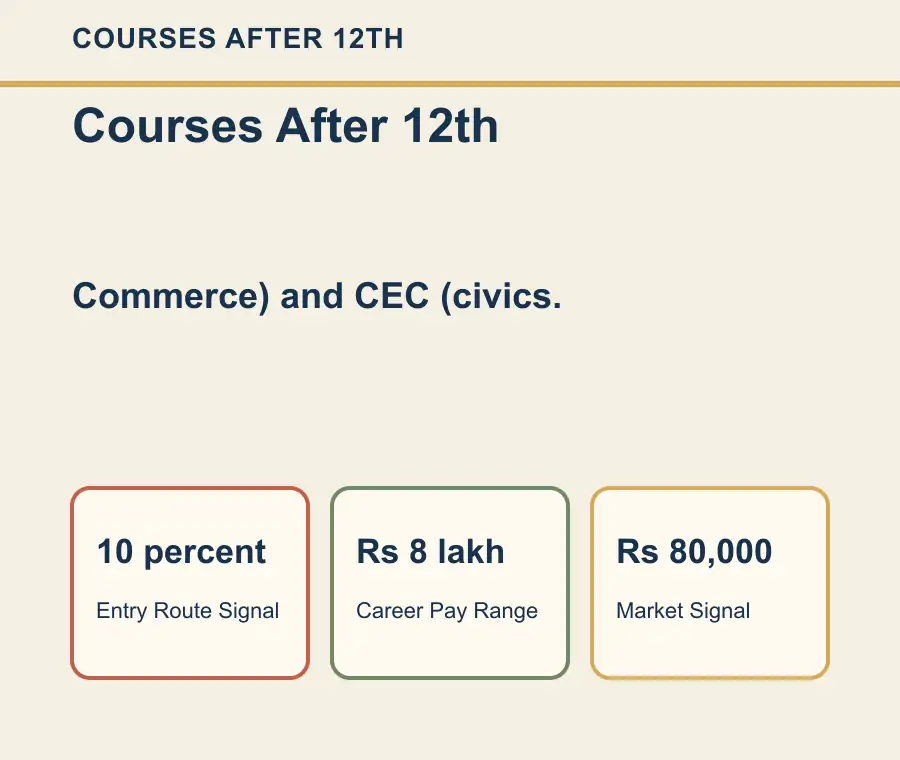 COURSES AFTER 12TH
Courses After 12th
Commerce) and CEC (civics.
10 percent
Entry Route Signal
Rs 8 lakh
Career Pay Range
Rs 80,000
Market Signal